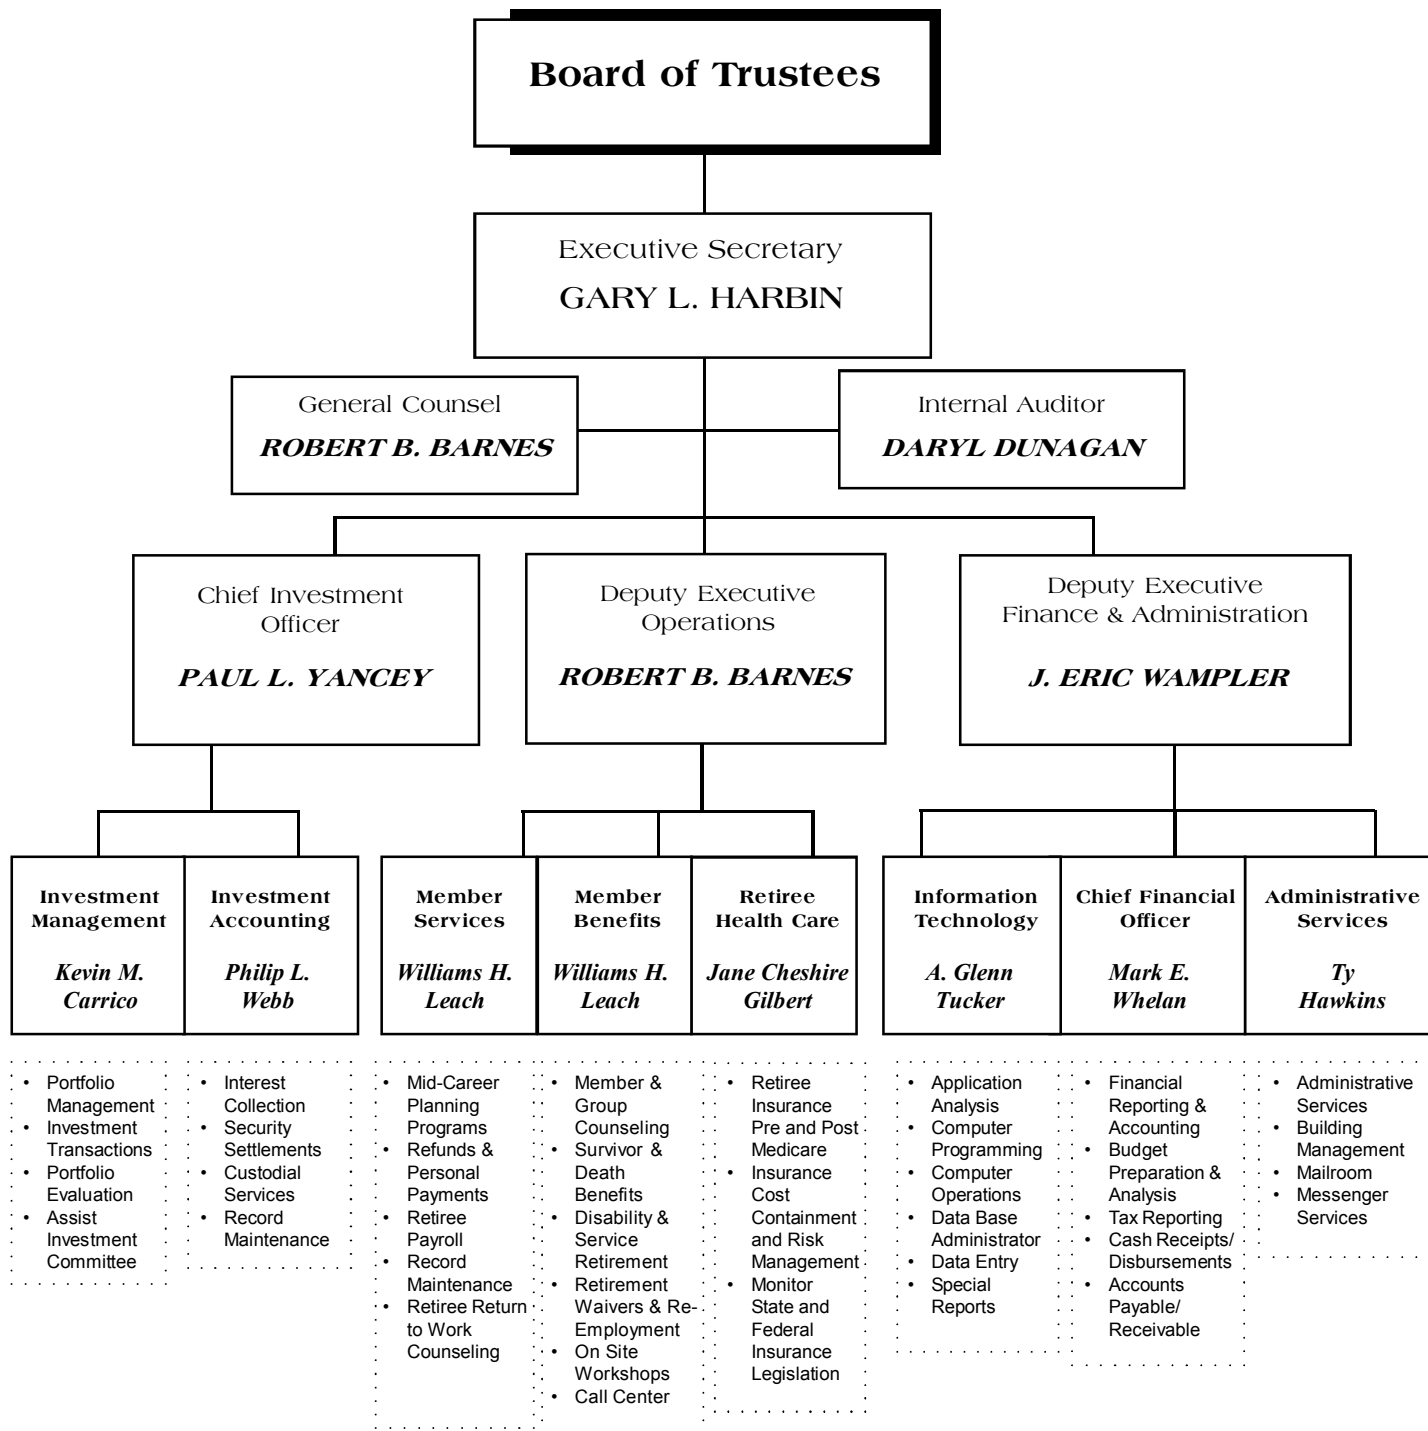 Board of Trustees
Executive Secretary
GARY L. HARBIN
General Counsel
ROBERT B. BARNES
Internal Auditor
DARYL DUNAGAN
Chief Investment
Officer
PAUL L. YANCEY
Deputy Executive
Operations
ROBERT B. BARNES
Deputy Executive
Finance & Administration
J. ERIC WAMPLER
Investment
Management
Kevin M.
Carrico
Investment
Accounting
Philip L.
Webb
Member
Services
Williams H.
Leach
Member
Benefits
Williams H.
Leach
Retiree
Health Care
Jane Cheshire
Gilbert
Information
Technology
A. Glenn
Tucker
Chief Financial
Officer
Mark E.
Whelan
Administrative
Services
Ty
Hawkins
• Portfolio
Management
• Investment
Transactions
• Portfolio
Evaluation
• Assist
Investment
Committee
• Interest
Collection
• Security
Settlements
• Custodial
Services
• Record
Maintenance
• Mid-Career
Planning
Programs
• Refunds &
Personal
Payments
• Retiree
Payroll
• Record
Maintenance
• Retiree Return
to Work
Counseling
• Member &
Group
Counseling
• Survivor &
Death
Benefits
• Disability &
Service
Retirement
• Retirement
Waivers & Re-
Employment
• On Site
Workshops
• Call Center
• Retiree
Insurance
Pre and Post
Medicare
• Insurance
Cost
Containment
and Risk
Management
• Monitor
State and
Federal
Insurance
Legislation
• Application
Analysis
• Computer
Programming
• Computer
Operations
• Data Base
Administrator
• Data Entry
• Special
Reports
• Financial
Reporting &
Accounting
• Budget
Preparation &
Analysis
• Tax Reporting
• Cash Receipts/
Disbursements
• Accounts
Payable/
Receivable
• Administrative
Services
• Building
Management
• Mailroom
• Messenger
Services